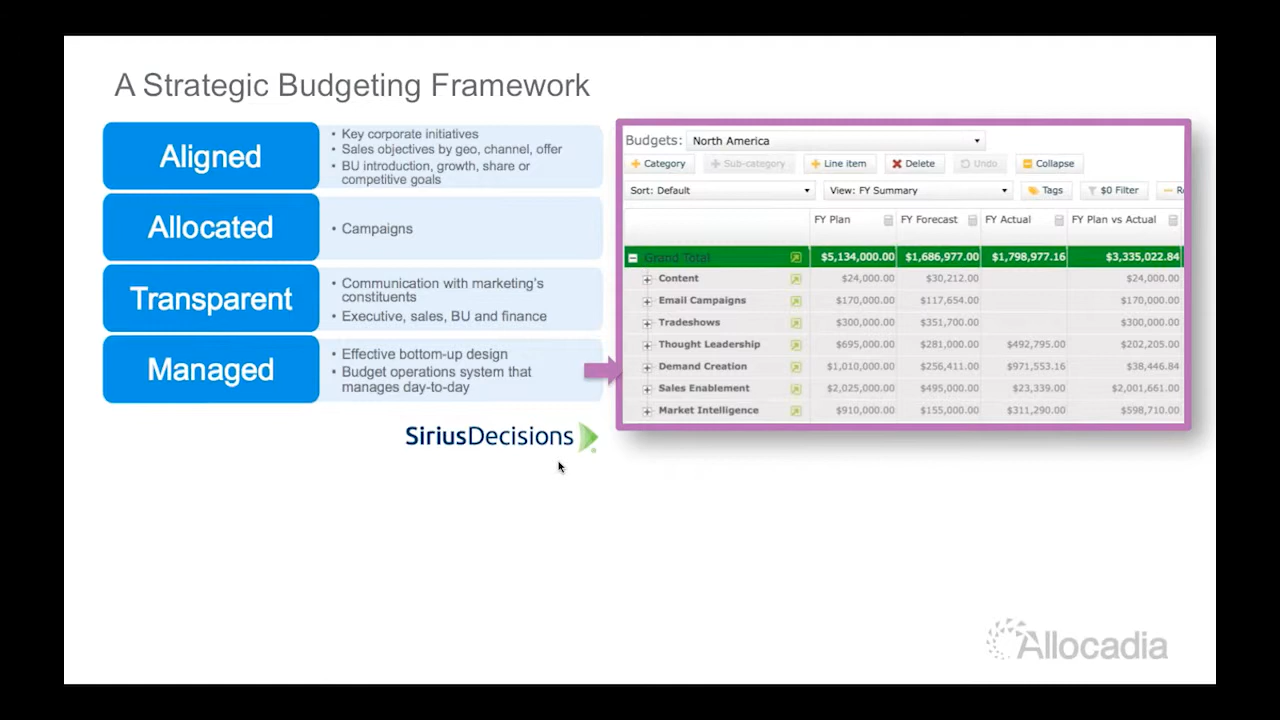 A Strategic Budgeting Framework
Aligned
• Key corporate initiatives
• Sales objectives by geo, channel, offer
• BU introduction, growth, share or
competitive goals
Allocated
• Campaigns
Transparent
• Communication with marketing's
constituents
• Executive, sales, BU and finance
Managed
• Effective bottom-up design
• Budget operations system that
manages day-to-day
SiriusDecisions
Budgets: North America
Category Sub-category Line item Delete Undo Collapse
Sort: Default View: FY Summary Tags $0 Filter
FY Plan FY Forecast FY Actual FY Plan vs Actual
Grand Total $5,134,000.00 $1,686,977.00 $1,798,977.16 $3,335,022.84
Content $24,000.00 $30,212.00 $24,000.00
Email Campaigns $170,000.00 $117,654.00 $170,000.00
Tradeshows $300,000.00 $351,700.00 $300,000.00
Thought Leadership $695,000.00 $281,000.00 $492,795.00 $202,205.00
Demand Creation $1,010,000.00 $256,411.00 $971,553.16 $38,446.84
Sales Enablement $2,025,000.00 $495,000.00 $23,339.00 $2,001,661.00
Market Intelligence $910,000.00 $155,000.00 $311,290.00 $598,710.00
Allocadia